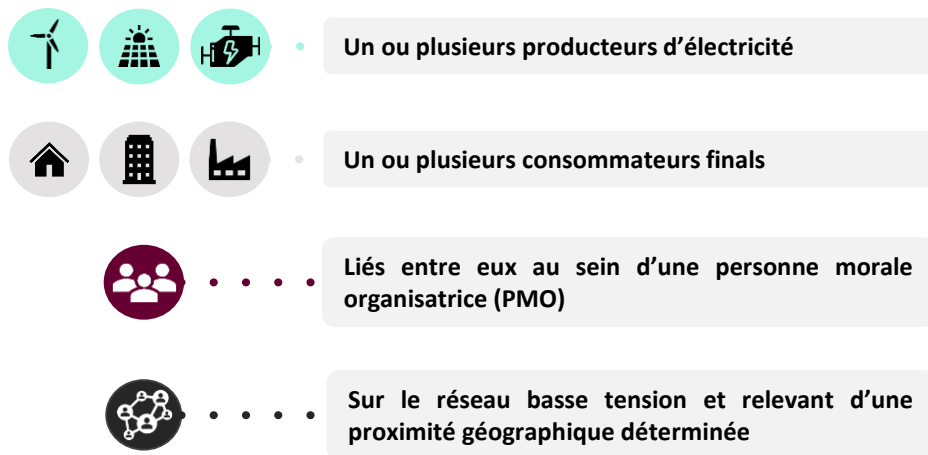 Un ou plusieurs producteurs d’électricité
Un ou plusieurs consommateurs finals
Liés entre eux au sein d’une personne morale
organisatrice (PMO)
Sur le réseau basse tension et relevant d’une
proximité géographique déterminée